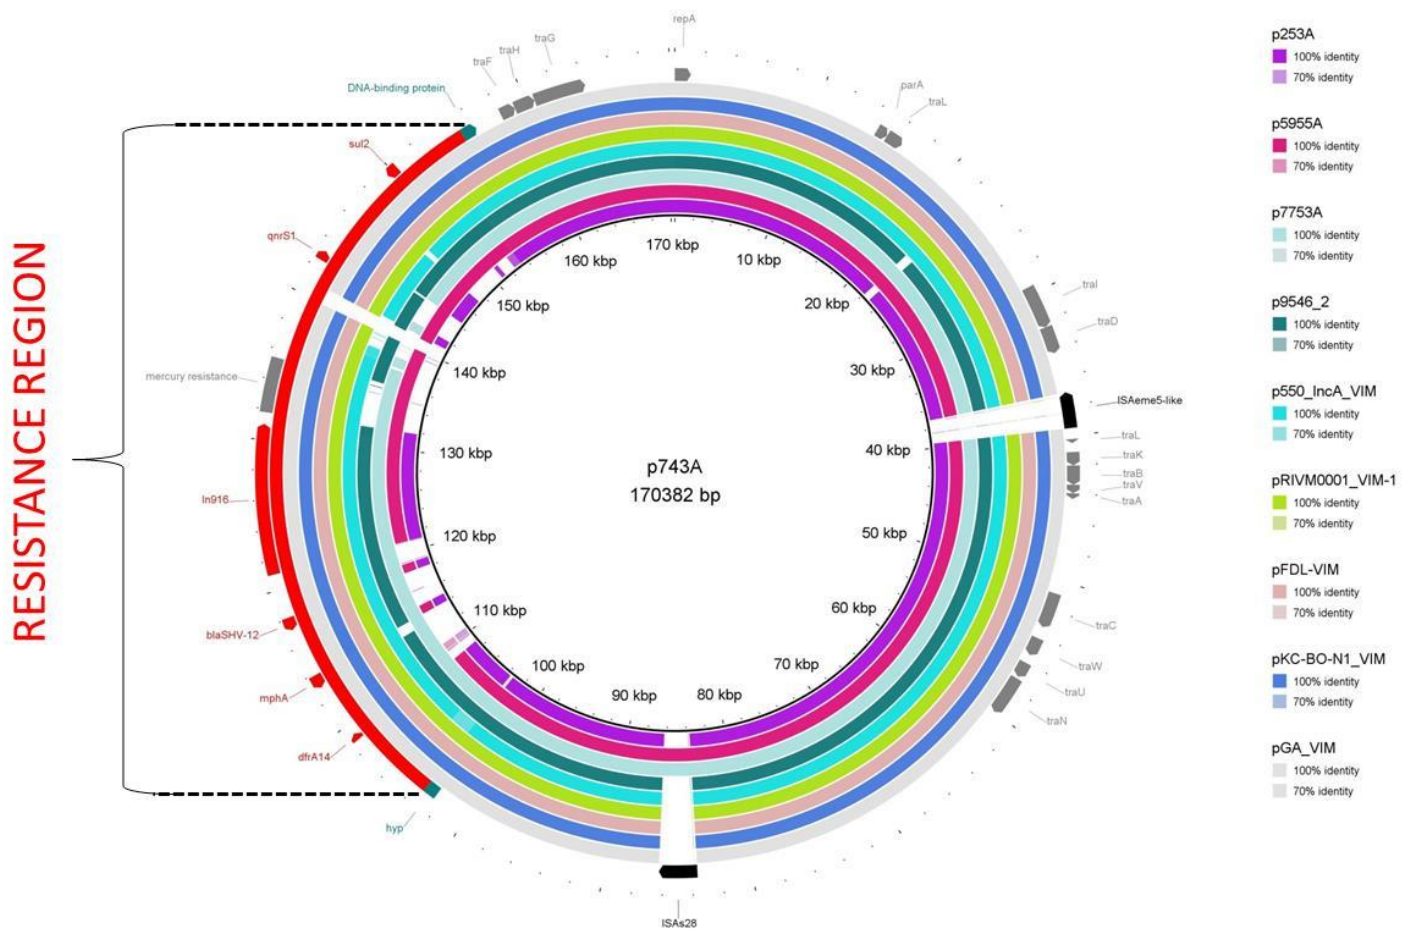 repA
traG
traH
traF
DNA-binding protein
sul2
qnrS1
mercury resistance
In916
blaSHV-12
mphA
dfrA14
hyp
RESISTANCE REGION
parA
traL
traI
traD
ISAeme5-like
traL
traK
traB
traV
traA
traC
traW
traU
traN
ISAs28
170 kbp
10 kbp
20 kbp
30 kbp
40 kbp
50 kbp
60 kbp
70 kbp
80 kbp
90 kbp
100 kbp
110 kbp
120 kbp
130 kbp
140 kbp
150 kbp
160 kbp
p743A
170382 bp
p253A
100% identity
70% identity
p5955A
100% identity
70% identity
p7753A
100% identity
70% identity
p9546_2
100% identity
70% identity
p550_IncA_VIM
100% identity
70% identity
pRIVM0001_VIM-1
100% identity
70% identity
pFDL-VIM
100% identity
70% identity
pKC-BO-N1_VIM
100% identity
70% identity
pGA_VIM
100% identity
70% identity